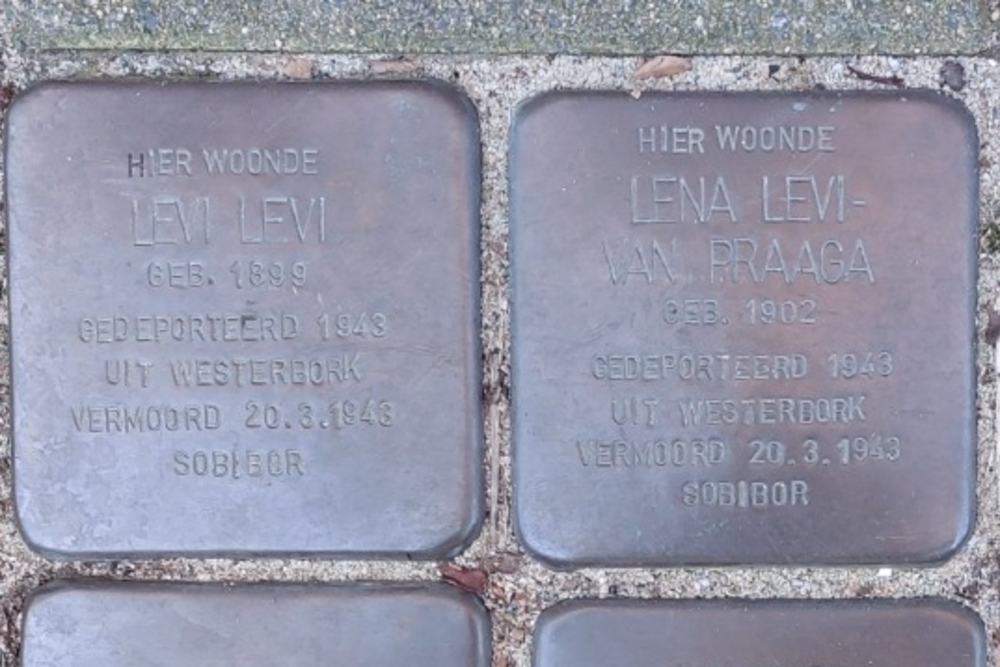 HIER WOONDE
LEVI LEVI
GEB. 1899
GEDEPORTEERD 1943
UIT WESTERBORK
VERMOORD 20.3.1943
SOBIBOR
HIER WOONDE
LENA LEVI-
VAN PRAAGA
GEB. 1902
GEDEPORTEERD 1943
UIT WESTERBORK
VERMOORD 20.3.1943
SOBIBOR